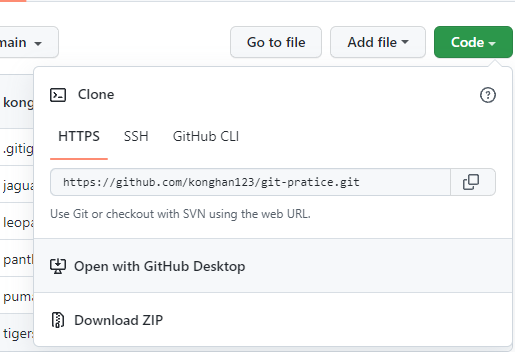 main
Go to file
Add file
Code
kong
Clone
.gitig
HTTPS SSH GitHub CLI
jagua
https://github.com/konghan123/git-pratice.git
leopa
Use Git or checkout with SVN using the web URL.
panth
Open with GitHub Desktop
puma
Download ZIP
tigers